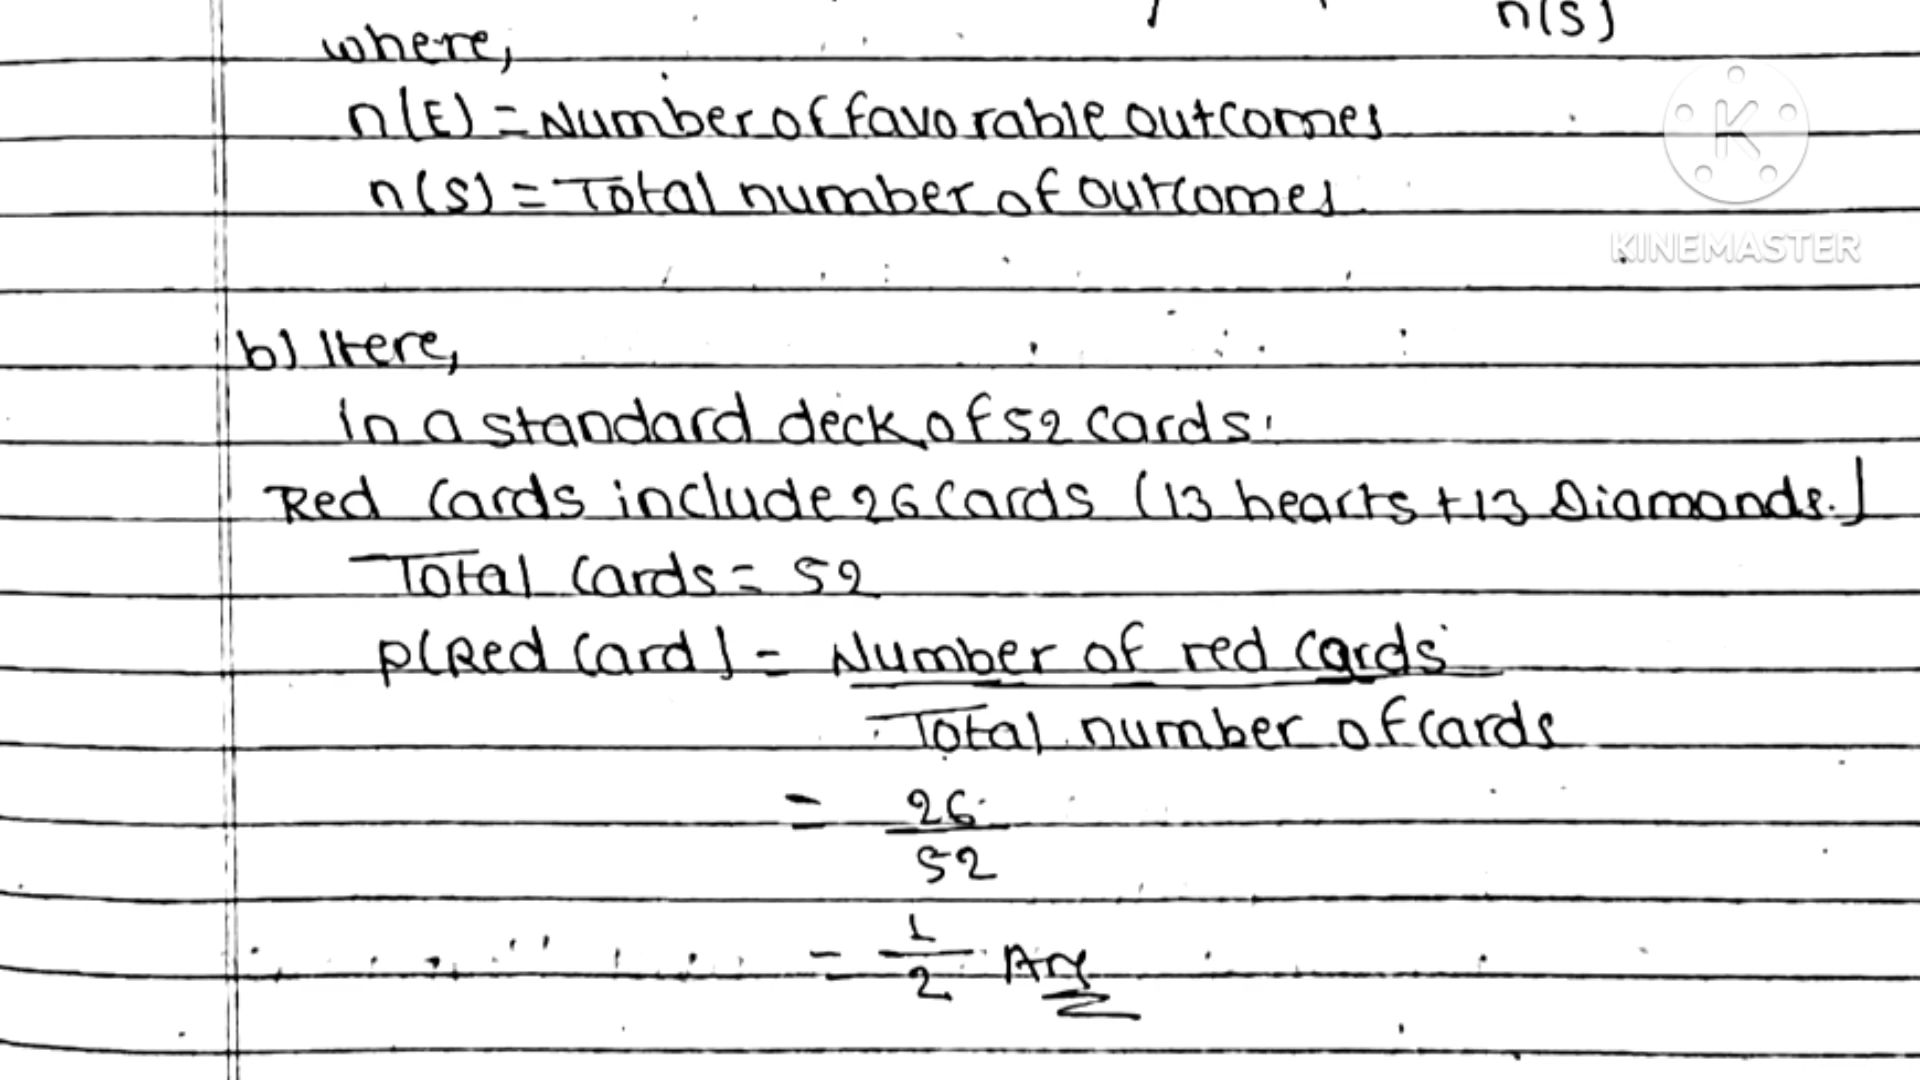 n(S)
where,
n(E) = Number of favorable outcomes
n(S) = Total number of outcomes
KINEMASTER
b) Here,
In a standard deck of 52 cards.
Red cards include 26 cards (13 hearts + 13 Diamonds.)
Total cards = 52
P(Red card) = Number of red cards
Total number of cards
= 26
52
= 1
2 Ans